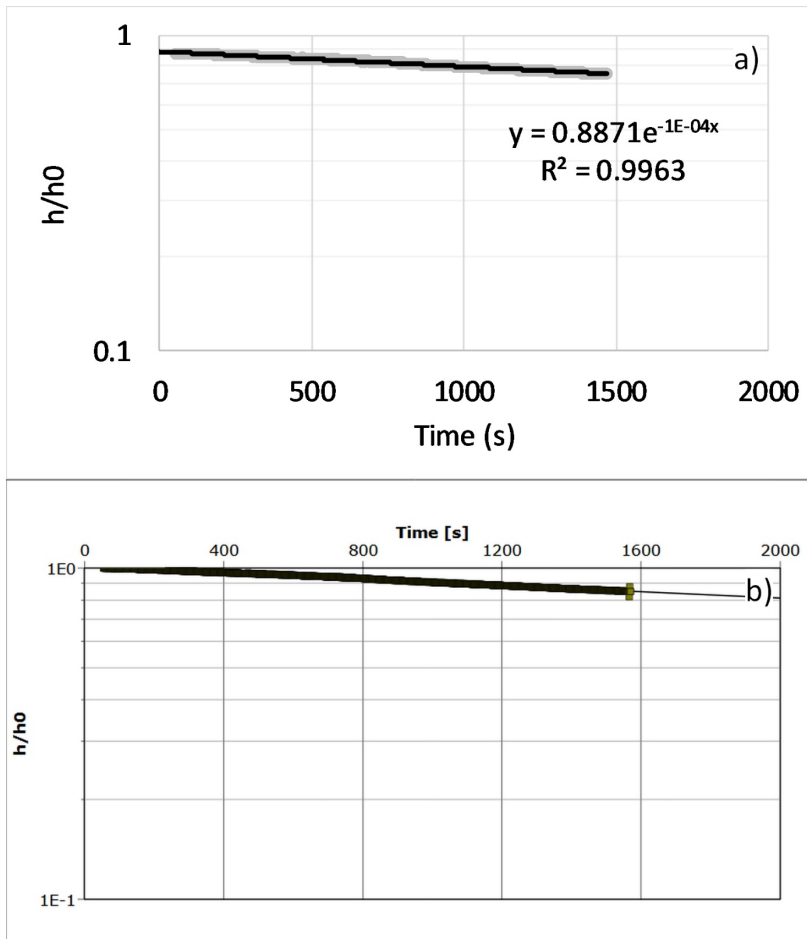 1
a)
y = 0.8871e^-1E-04x
R² = 0.9963
h/h0
0.1
0 500 1000 1500 2000
Time (s)
Time [s]
0 400 800 1200 1600 2000
1E0
b)
h/h0
1E-1